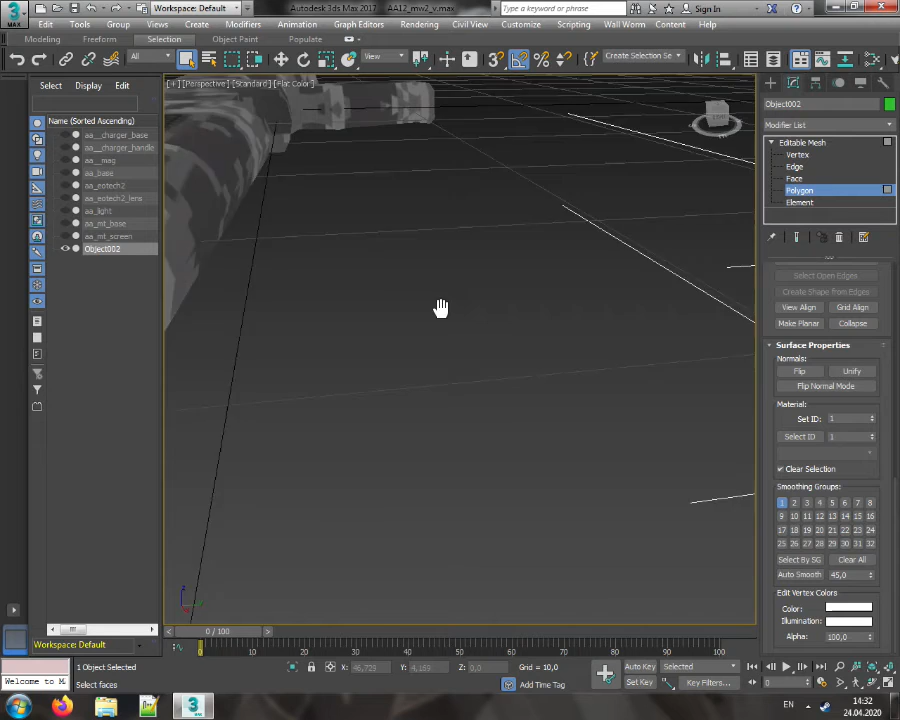 Workspace: Default
Autodesk 3ds Max 2017 AA12_mw2_v.max
Type a keyword or phrase
Sign In
MAX
Edit Tools Group Views Create Modifiers Animation Graph Editors Rendering Civil View Customize Scripting Wall Worm Content Help
Modeling Freeform Selection Object Paint Populate
All View Create Selection Se
Select Display Edit
Name (Sorted Ascending)
aa__charger_base
aa__charger_handle
aa__mag
aa_base
aa_eotech2
aa_eotech2_lens
aa_light
aa_mt_base
aa_mt_screen
Object002
[+] [Perspective] [Standard] [Flat Color]
Object002
Modifier List
Editable Mesh
Vertex
Edge
Face
Polygon
Element
Select Open Edges
Create Shape from Edges
View Align Grid Align
Make Planar Collapse
Surface Properties
Normals:
Flip Unify
Flip Normal Mode
Material:
Set ID: 1
Select ID 1
Clear Selection
Smoothing Groups:
1 2 3 4 5 6 7 8
9 10 11 12 13 14 15 16
17 18 19 20 21 22 23 24
25 26 27 28 29 30 31 32
Select By SG Clear All
Auto Smooth 45,0
Edit Vertex Colors
Color:
Illumination:
Alpha: 100,0
0 / 100
Workspace: Default
0 10 20 30 40 50 60 70 80 90 100
1 Object Selected
X: 46,729 Y: 4,169 Z: 0,0 Grid = 10,0
Auto Key Selected
Welcome to M
Select faces
Add Time Tag
Set Key Key Filters...
0
EN 14:32
24.04.2020